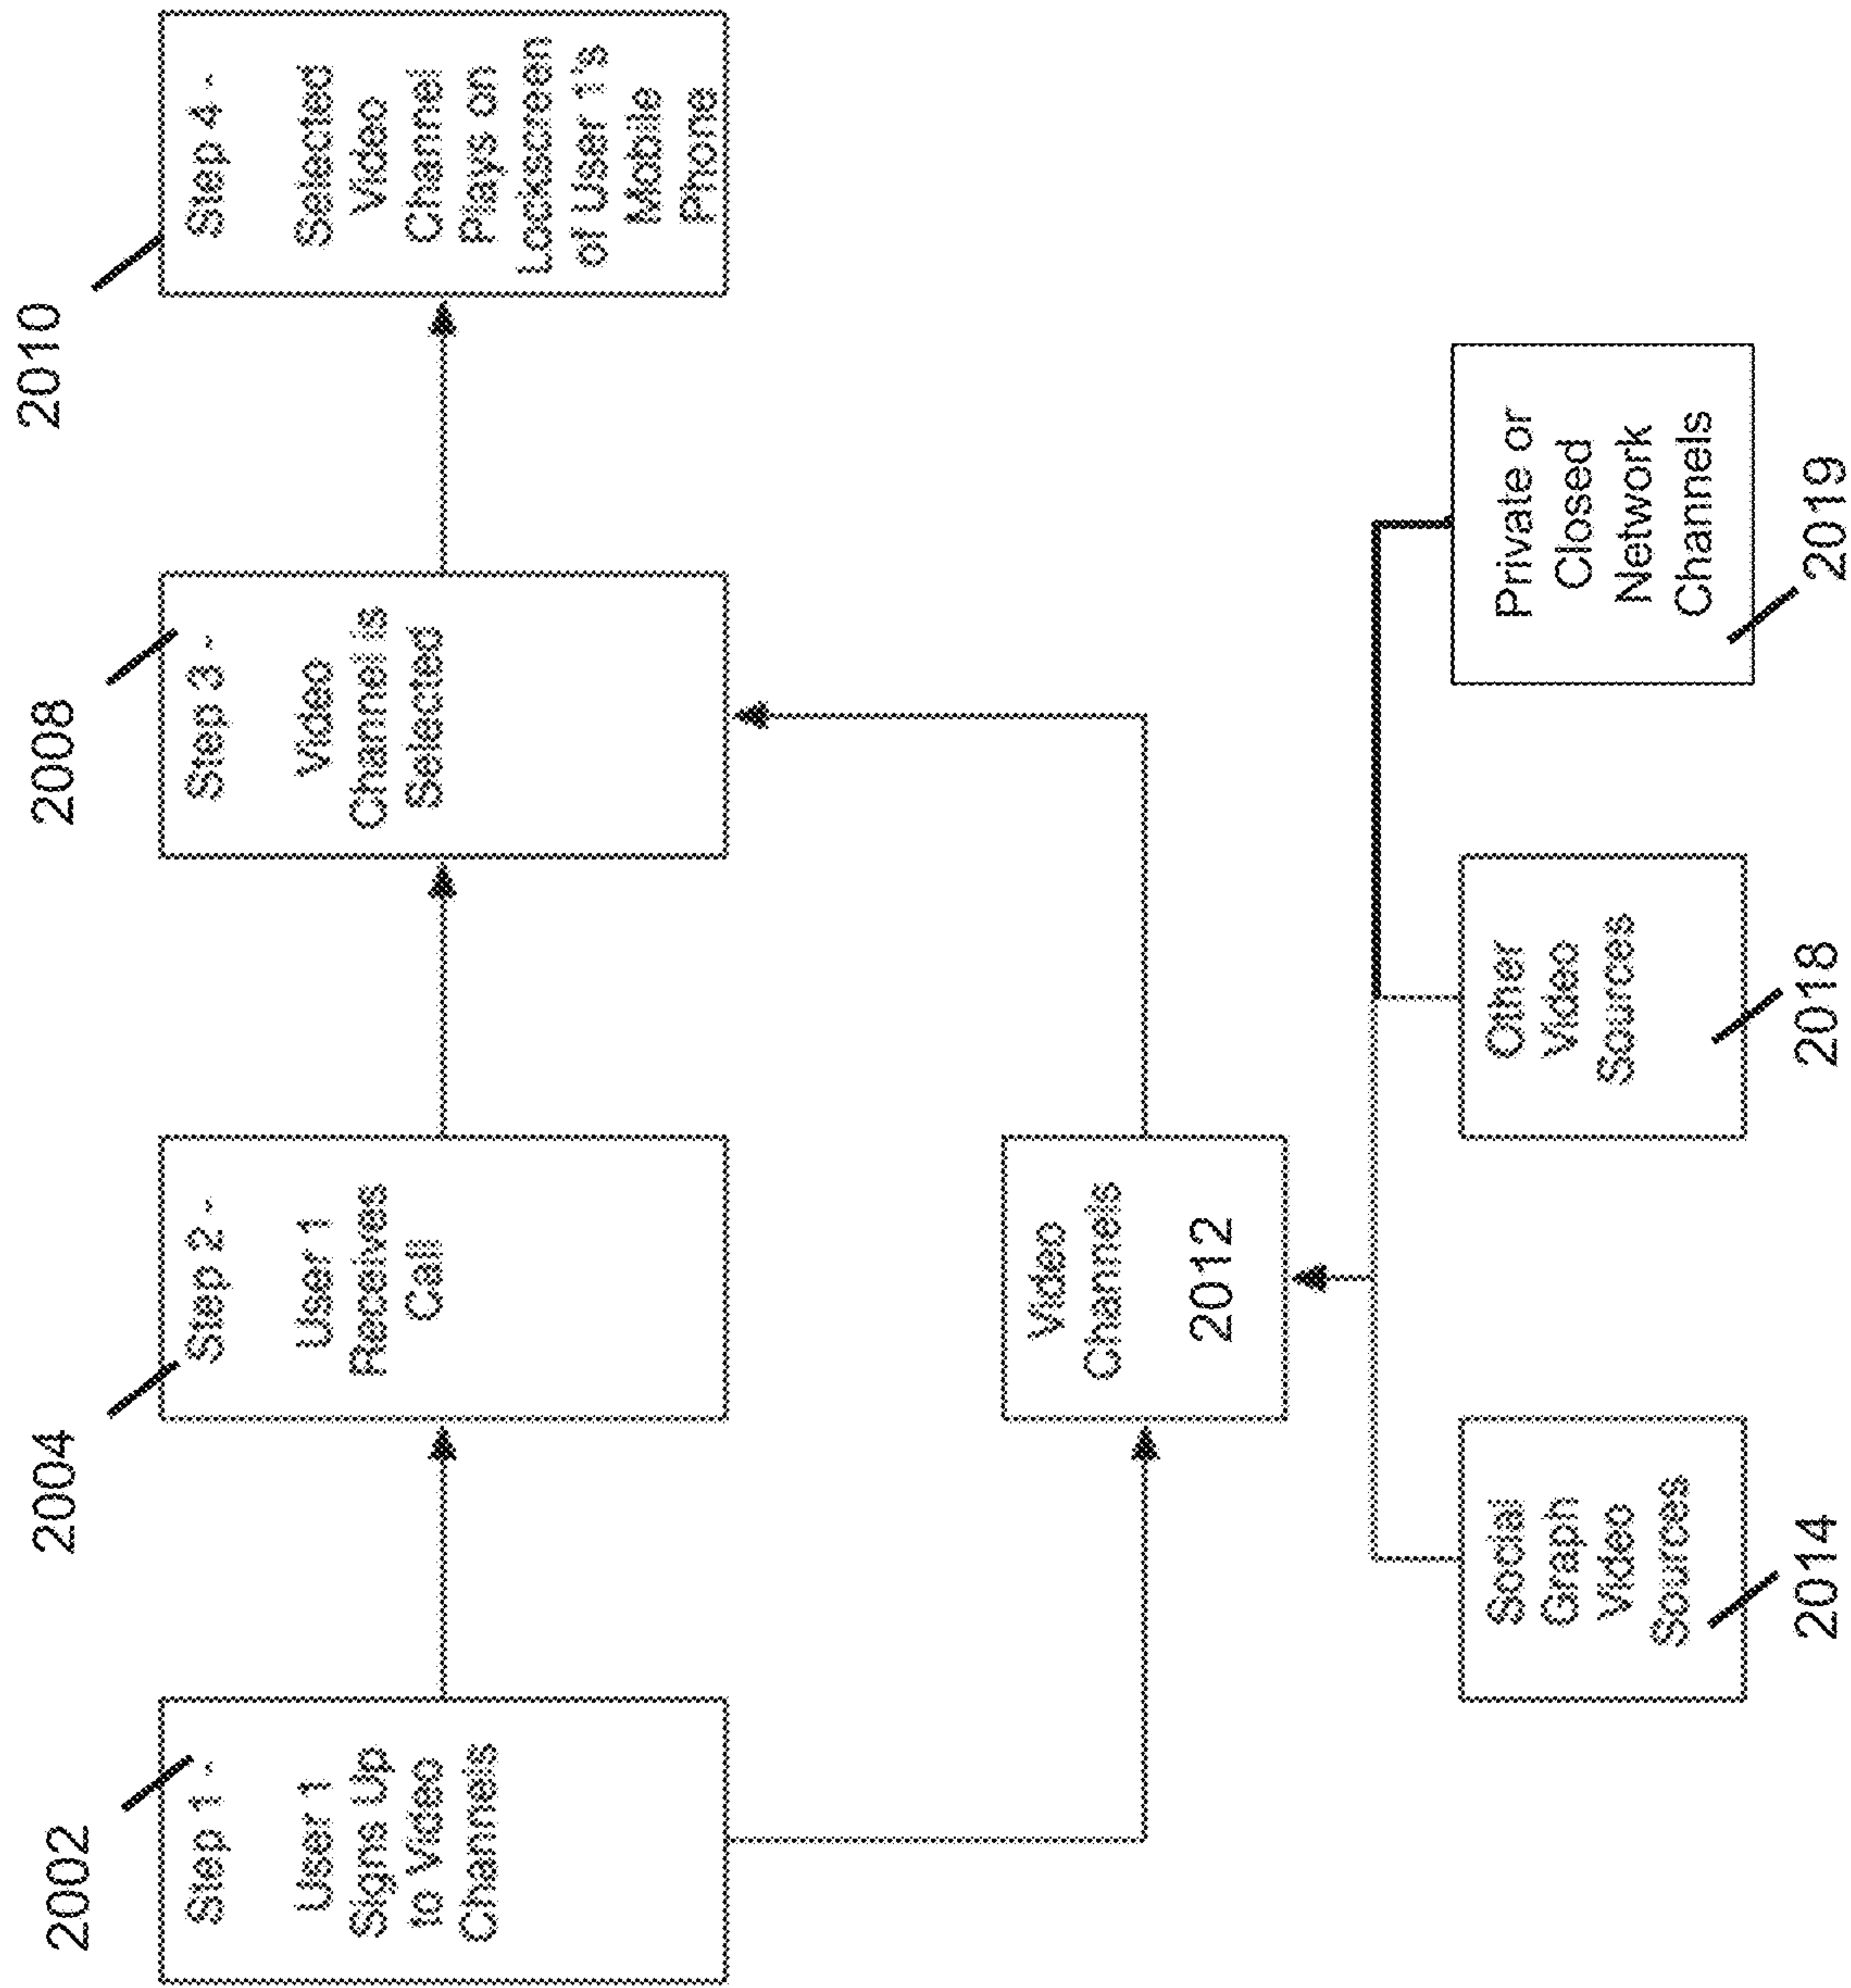 2002
Step 1 -
User 1
Signs Up
to Video
Channels
2004
Step 2 -
User 1
Receives
Call
2008
Step 3 -
Video
Channel is
Selected
2010
Step 4 -
Selected
Video
Channel
Plays on
Lockscreen
of User 1's
Mobile
Phone
Video
Channels
2012
Social
Graph
Video
Sources
2014
Other
Video
Sources
2018
Private or
Closed
Network
Channels
2019